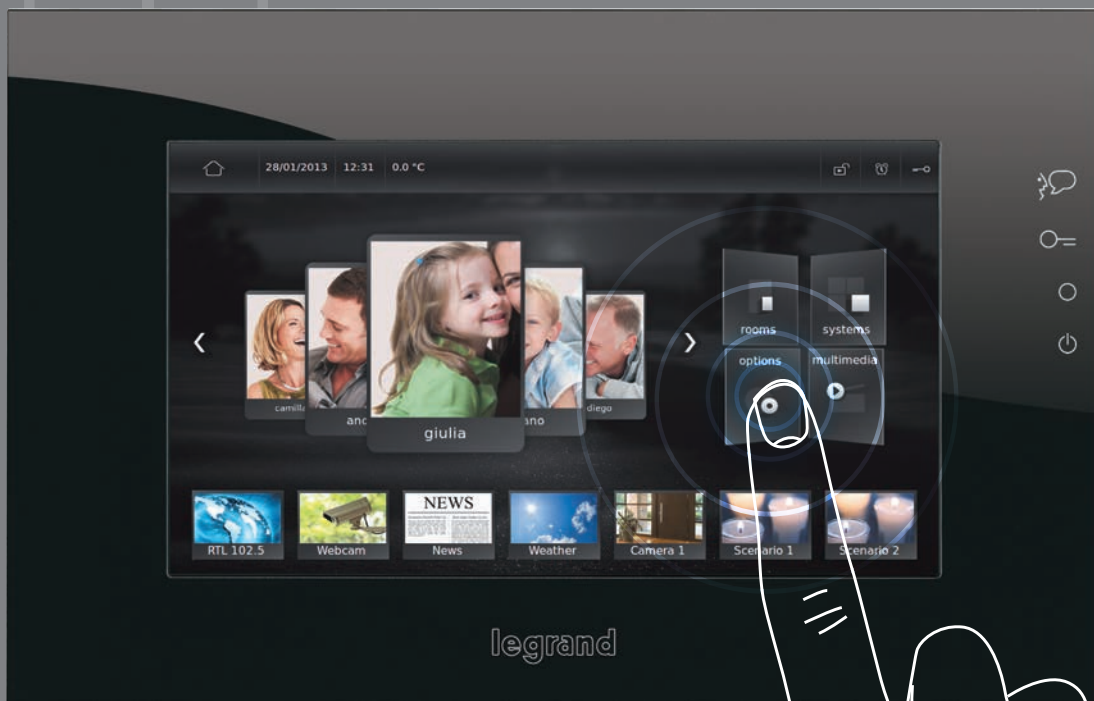 28/01/2013 12:31 0.0 °C
rooms systems
options multimedia
camilla
diego
giulia
NEWS
RTL 102.5 Webcam News Weather Camera 1 Scenario 1 Scenario 2
legrand